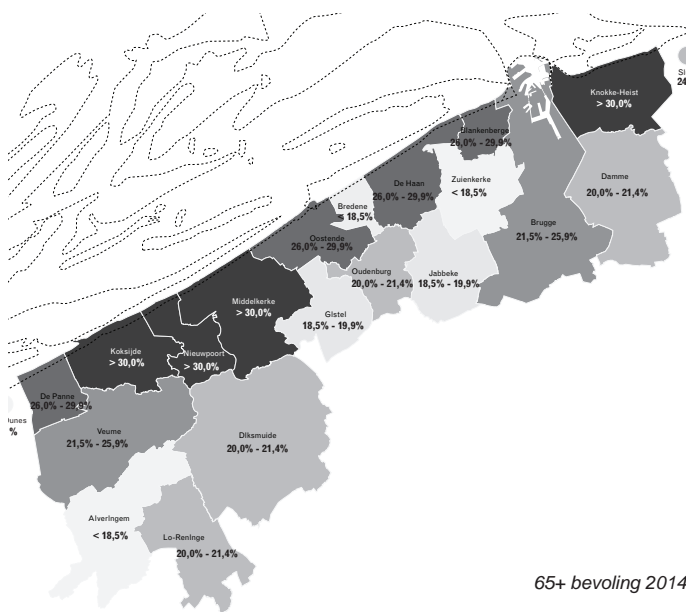 Knokke-Heist
> 30,0%
Sl
24
Blankenberge
26,0% - 29,9%
Damme
20,0% - 21,4%
Zuienkerke
< 18,5%
De Haan
26,0% - 29,9%
Bredene
< 18,5%
Brugge
21,5% - 25,9%
Oostende
26,0% - 29,9%
Oudenburg
20,0% - 21,4%
Jabbeke
18,5% - 19,9%
Middelkerke
> 30,0%
GIstel
18,5% - 19,9%
Koksijde
> 30,0%
Nieuwpoort
> 30,0%
De Panne
26,0% - 29,9%
Dunes
%
Veurne
21,5% - 25,9%
DIksmuide
20,0% - 21,4%
AlverIngem
< 18,5%
Lo-RenInge
20,0% - 21,4%
65+ bevoling 2014